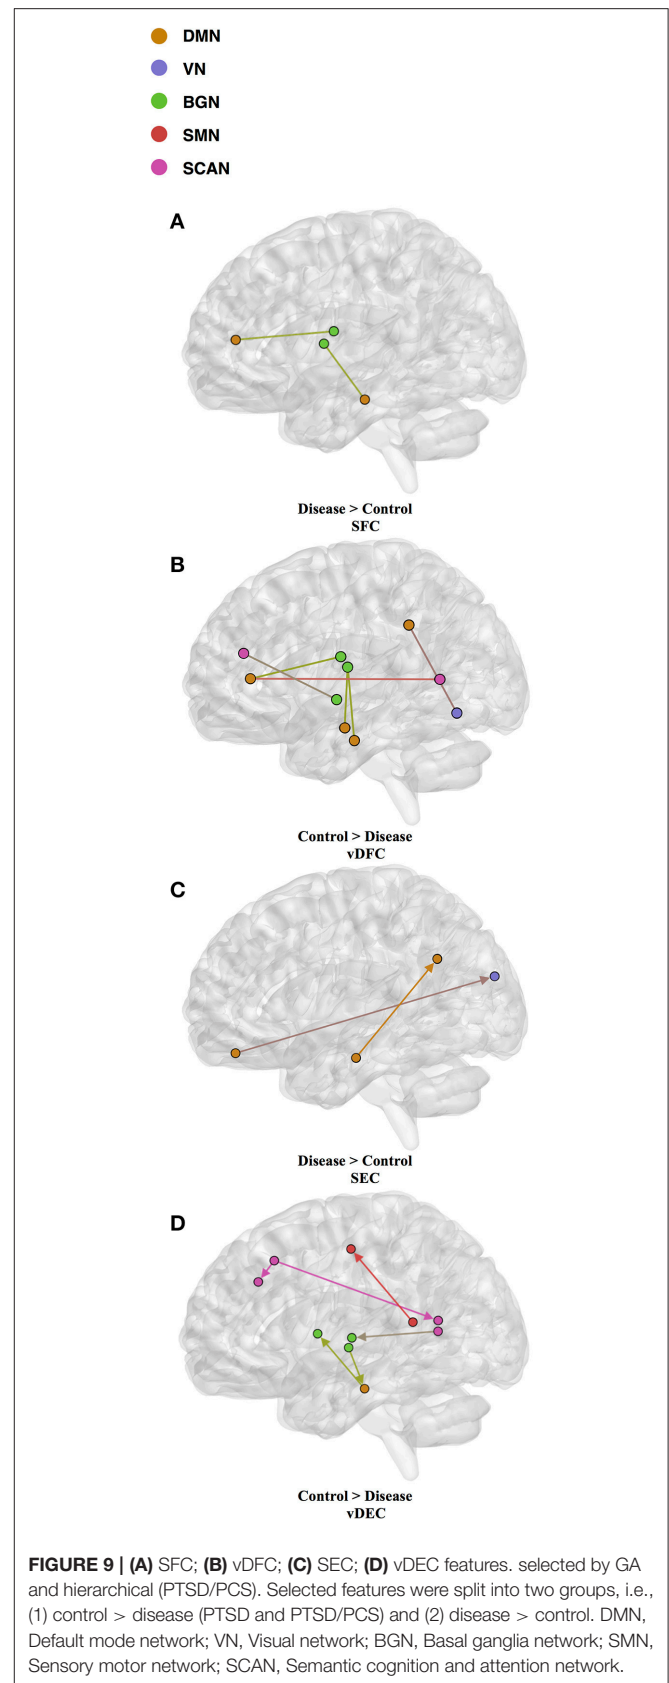 DMN
VN
BGN
SMN
SCAN
A
Disease > Control
SFC
B
Control > Disease
vDFC
C
Disease > Control
SEC
D
Control > Disease
vDEC
FIGURE 9 | (A) SFC; (B) vDFC; (C) SEC; (D) vDEC features. selected by GA
and hierarchical (PTSD/PCS). Selected features were split into two groups, i.e.,
(1) control > disease (PTSD and PTSD/PCS) and (2) disease > control. DMN,
Default mode network; VN, Visual network; BGN, Basal ganglia network; SMN,
Sensory motor network; SCAN, Semantic cognition and attention network.